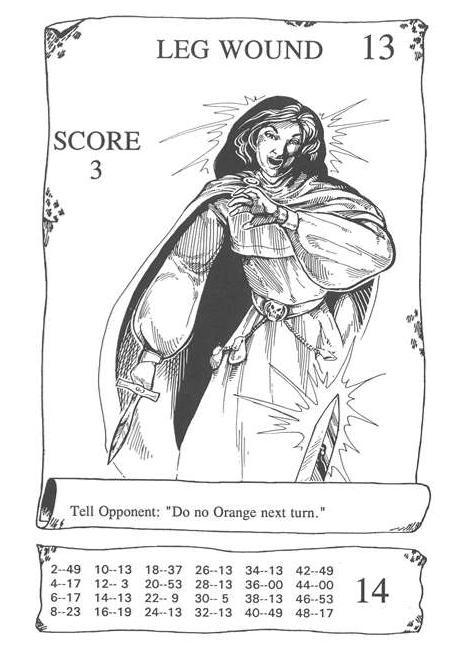 LEG WOUND 13
SCORE
3
Tell Opponent: "Do no Orange next turn."
2--49 10--13 18--37 26--13 34--13 42--49
4--17 12-- 3 20--53 28--13 36--00 44--00
6--17 14--13 22-- 9 30-- 5 38--13 46--53
8--23 16--19 24--13 32--13 40--49 48--17
14